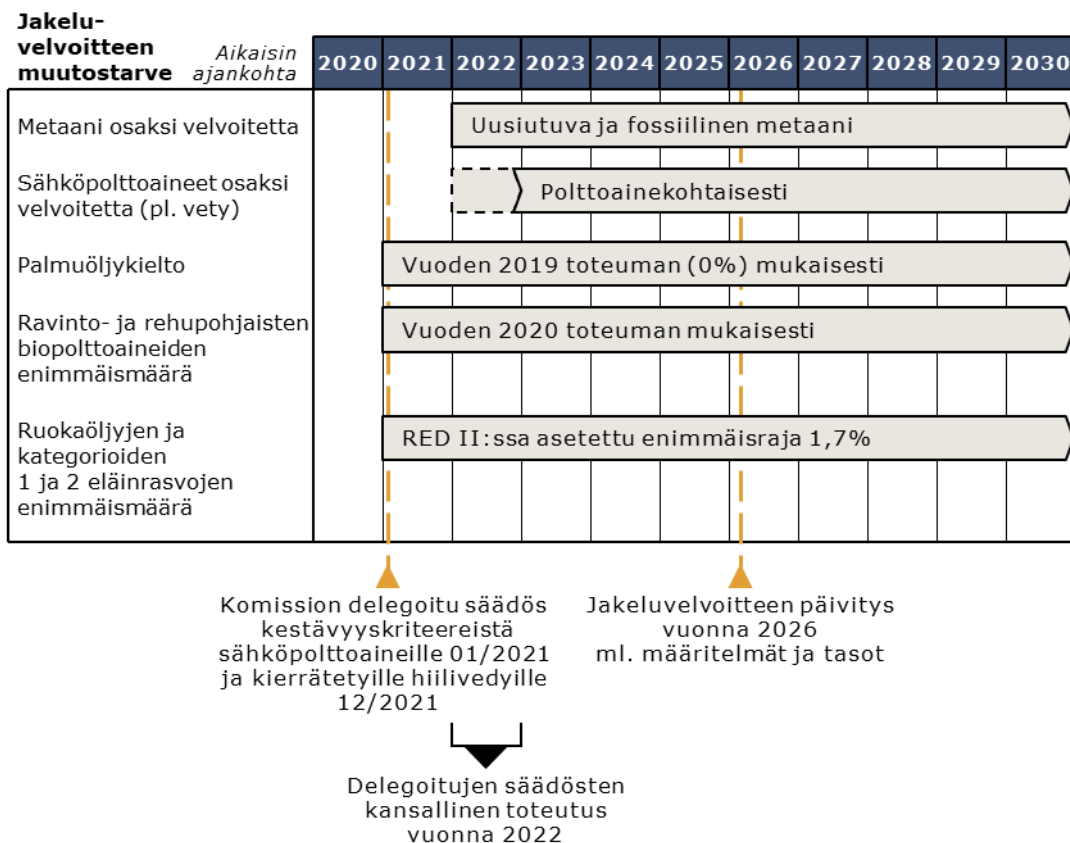 Jakelu-
velvoitteen
muutostarve
Aikaisin
ajankohta
2020 2021 2022 2023 2024 2025 2026 2027 2028 2029 2030
Metaani osaksi velvoitetta
Uusiutuva ja fossiilinen metaani
Sähköpolttoaineet osaksi
velvoitetta (pl. vety)
Polttoainekohtaisesti
Palmuöljykielto
Vuoden 2019 toteuman (0%) mukaisesti
Ravinto- ja rehupohjaisten
biopolttoaineiden
enimmäismäärä
Vuoden 2020 toteuman mukaisesti
Ruokaöljyjen ja
kategorioiden
1 ja 2 eläinrasvojen
enimmäismäärä
RED II:ssa asetettu enimmäisraja 1,7%
Komission delegoitu säädös
kestävyyskriteereistä
sähköpolttoaineille 01/2021
ja kierrätetyille hiilivedyille
12/2021
Jakeluvelvoitteen päivitys
vuonna 2026
ml. määritelmät ja tasot
Delegoitujen säädösten
kansallinen toteutus
vuonna 2022